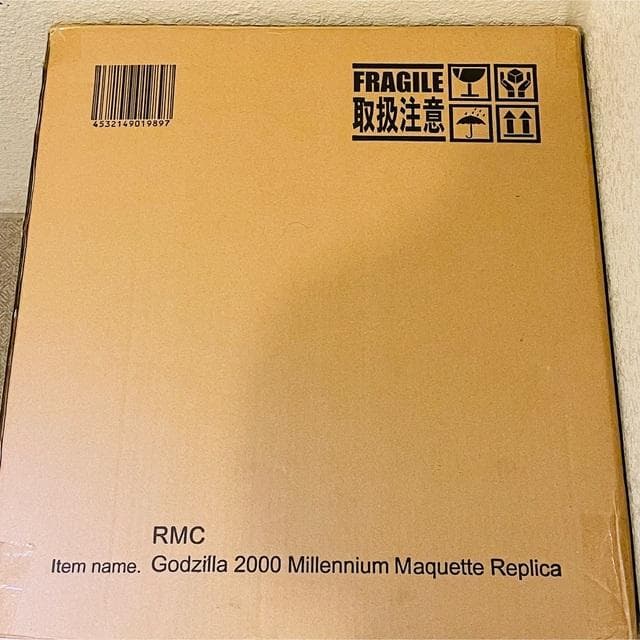 FRAGILE
取扱注意
4532149019897
RMC
Item name. Godzilla 2000 Millennium Maquette Replica